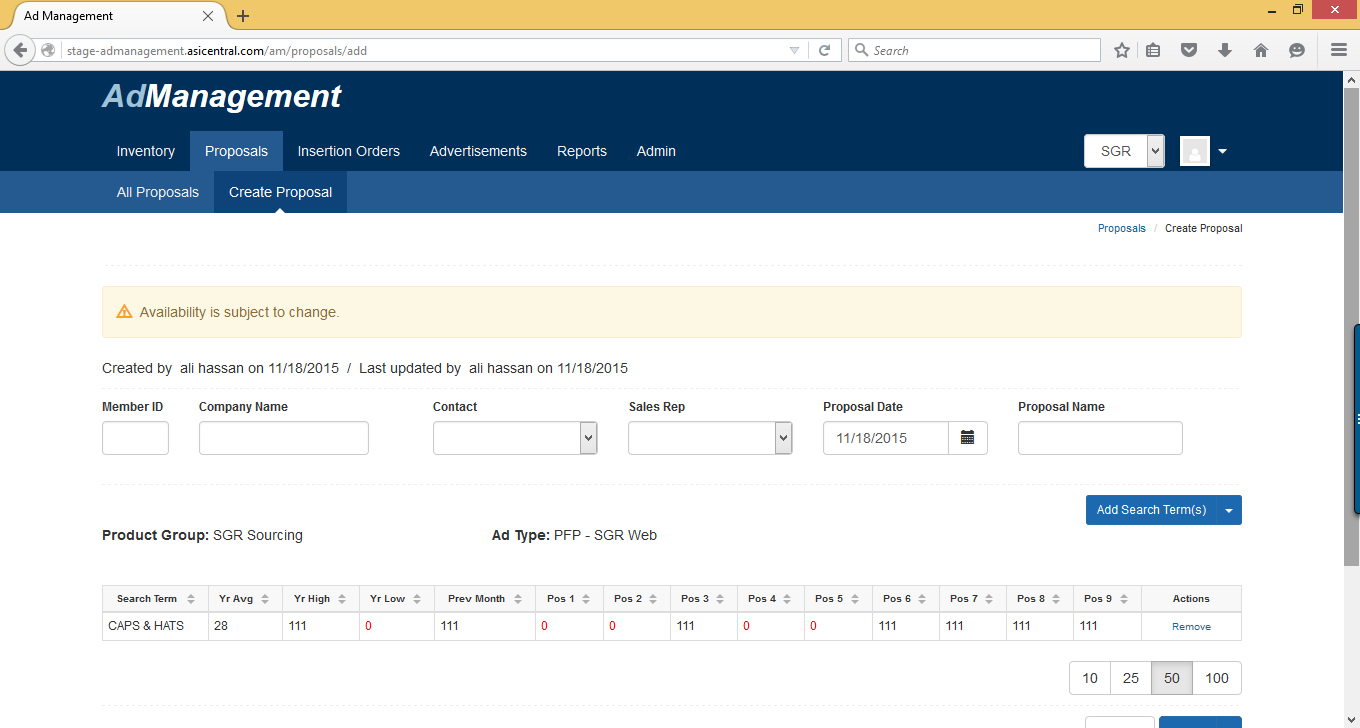 Ad Management
stage-admanagement.asicentral.com/am/proposals/add
Search
AdManagement
Inventory Proposals Insertion Orders Advertisements Reports Admin SGR
All Proposals Create Proposal
Proposals / Create Proposal
Availability is subject to change.
Created by ali hassan on 11/18/2015 / Last updated by ali hassan on 11/18/2015
Member ID Company Name Contact Sales Rep Proposal Date Proposal Name
11/18/2015
Add Search Term(s)
Product Group: SGR Sourcing Ad Type: PFP - SGR Web
Search Term Yr Avg Yr High Yr Low Prev Month Pos 1 Pos 2 Pos 3 Pos 4 Pos 5 Pos 6 Pos 7 Pos 8 Pos 9 Actions
CAPS & HATS 28 111 0 111 0 0 111 0 0 111 111 111 111 Remove
10 25 50 100